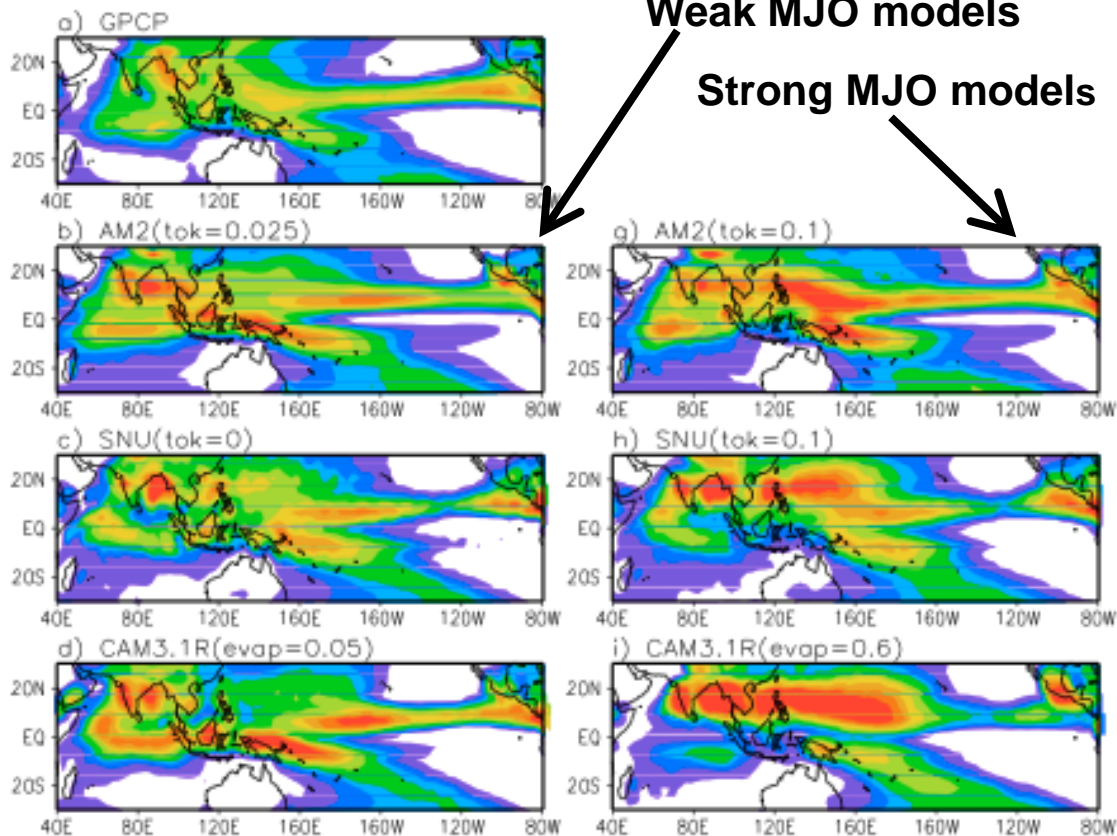 Weak MJO models
Strong MJO models
a) GPCP
20N
EQ
20S
40E 80E 120E 160E 160W 120W 80W
b) AM2(tok=0.025)
g) AM2(tok=0.1)
20N
EQ
20S
40E 80E 120E 160E 160W 120W 80W
20N
EQ
20S
40E 80E 120E 160E 160W 120W 80W
c) SNU(tok=0)
h) SNU(tok=0.1)
20N
EQ
20S
40E 80E 120E 160E 160W 120W 80W
20N
EQ
20S
40E 80E 120E 160E 160W 120W 80W
d) CAM3.1R(evap=0.05)
i) CAM3.1R(evap=0.6)
20N
EQ
20S
40E 80E 120E 160E 160W 120W 80W
20N
EQ
20S
40E 80E 120E 160E 160W 120W 80W